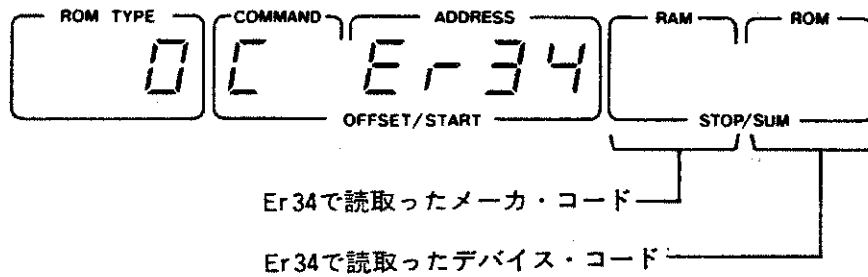 ROM TYPE COMMAND ADDRESS RAM ROM
0 C Er34
OFFSET/START STOP/SUM
Er34で読取ったメーカ・コード
Er34で読取ったデバイス・コード